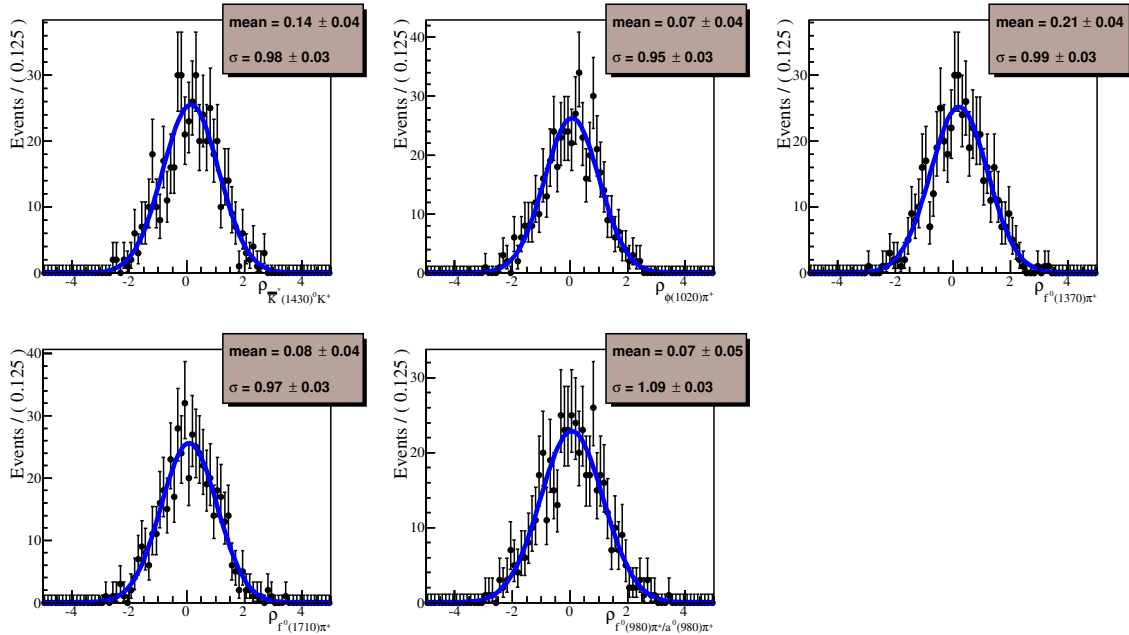 mean = 0.14 ± 0.04
σ = 0.98 ± 0.03
Events / ( 0.125 )
30
20
10
0
-4 -2 0 2 4
ρ K̅*(1430)⁰K⁺
mean = 0.07 ± 0.04
σ = 0.95 ± 0.03
Events / ( 0.125 )
40
30
20
10
0
-4 -2 0 2 4
ρ ϕ(1020)π⁺
mean = 0.21 ± 0.04
σ = 0.99 ± 0.03
Events / ( 0.125 )
30
20
10
0
-4 -2 0 2 4
ρ f⁰(1370)π⁺
mean = 0.08 ± 0.04
σ = 0.97 ± 0.03
Events / ( 0.125 )
40
30
20
10
0
-4 -2 0 2 4
ρ f⁰(1710)π⁺
mean = 0.07 ± 0.05
σ = 1.09 ± 0.03
Events / ( 0.125 )
30
20
10
0
-4 -2 0 2 4
ρ f⁰(980)π⁺/a⁰(980)π⁺